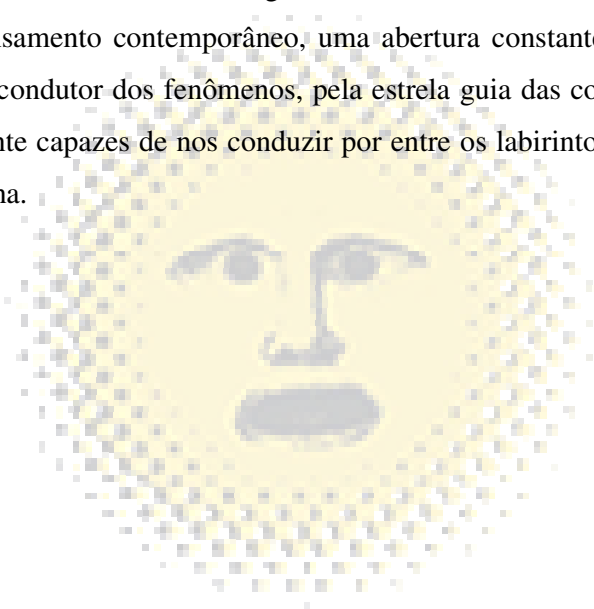 nsamento contemporâneo, uma abertura constante
condutor dos fenômenos, pela estrela guia das co
nte capazes de nos conduzir por entre os labirinto
na.